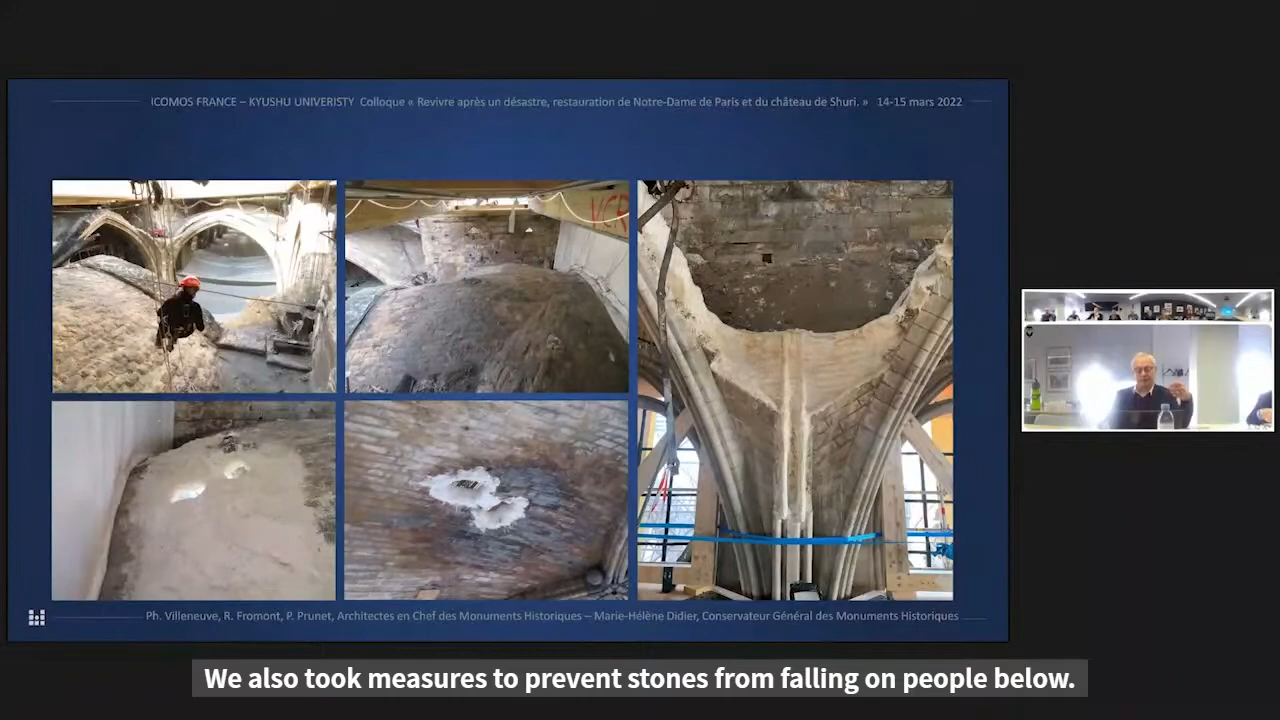 ICOMOS FRANCE – KYUSHU UNIVERISTY Colloque « Revivre après un désastre, restauration de Notre-Dame de Paris et du château de Shuri. » 14-15 mars 2022
VCR
Ph. Villeneuve, R. Fromont, P. Prunet, Architectes en Chef des Monuments Historiques – Marie-Hélène Didier, Conservateur Général des Monuments Historiques
We also took measures to prevent stones from falling on people below.